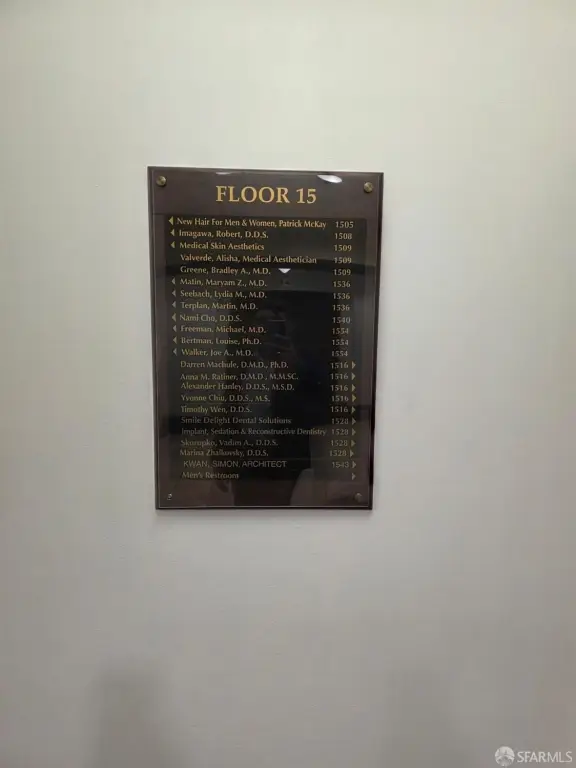 FLOOR 15
New Hair For Men & Women, Patrick McKay 1505
Imagawa, Robert, D.D.S. 1508
Medical Skin Aesthetics 1509
Valverde, Alisha, Medical Aesthetician 1509
Greene, Bradley A., M.D. 1509
Matin, Maryam Z., M.D. 1536
Seebach, Lydia M., M.D. 1536
Terplan, Martin, M.D. 1536
Nami Cho, D.D.S. 1540
Freeman, Michael, M.D. 1554
Bertman, Louise, Ph.D. 1554
Walker, Joe A., M.D. 1554
Darren Machule, D.M.D., Ph.D. 1516
Anna M. Ratiner, D.M.D., M.M.SC. 1516
Alexander Hanley, D.D.S., M.S.D. 1516
Yvonne Chiu, D.D.S., M.S. 1516
Timothy Wen, D.D.S. 1516
Smile Delight Dental Solutions 1528
Implant, Sedation & Reconstructive Dentistry 1528
Skoropko, Vadim A., D.D.S. 1528
Marina Zhallovsky, D.D.S. 1528
KWAN, SIMON, ARCHITECT 1543
Men's Restroom
SFARMLS